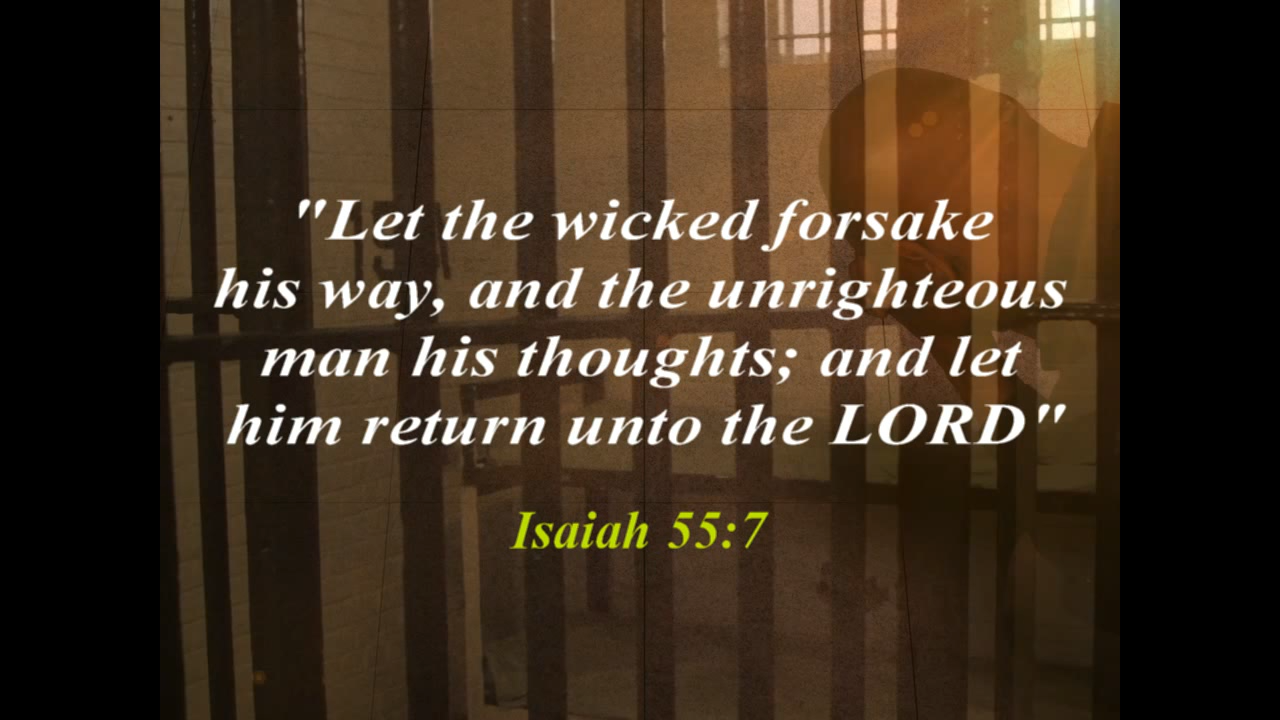 "Let the wicked forsake
his way, and the unrighteous
man his thoughts; and let
him return unto the LORD"
Isaiah 55:7